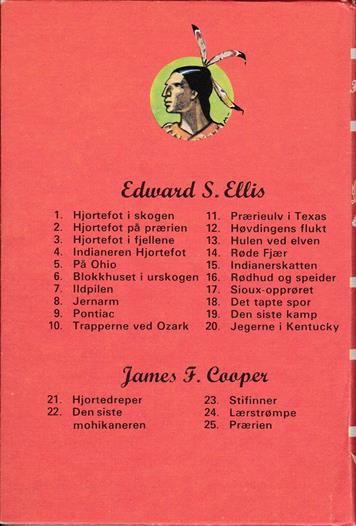 Edward S. Ellis
1. Hjortefot i skogen
2. Hjortefot på prærien
3. Hjortefot i fjellene
4. Indianeren Hjortefot
5. På Ohio
6. Blokkhuset i urskogen
7. Ildpilen
8. Jernarm
9. Pontiac
10. Trapperne ved Ozark
11. Prærieulv i Texas
12. Høvdingens flukt
13. Hulen ved elven
14. Røde Fjær
15. Indianerskatten
16. Rødhud og speider
17. Sioux-opprøret
18. Det tapte spor
19. Den siste kamp
20. Jegerne i Kentucky
James F. Cooper
21. Hjortedreper
22. Den siste
mohikaneren
23. Stifinner
24. Lærstrømpe
25. Prærien